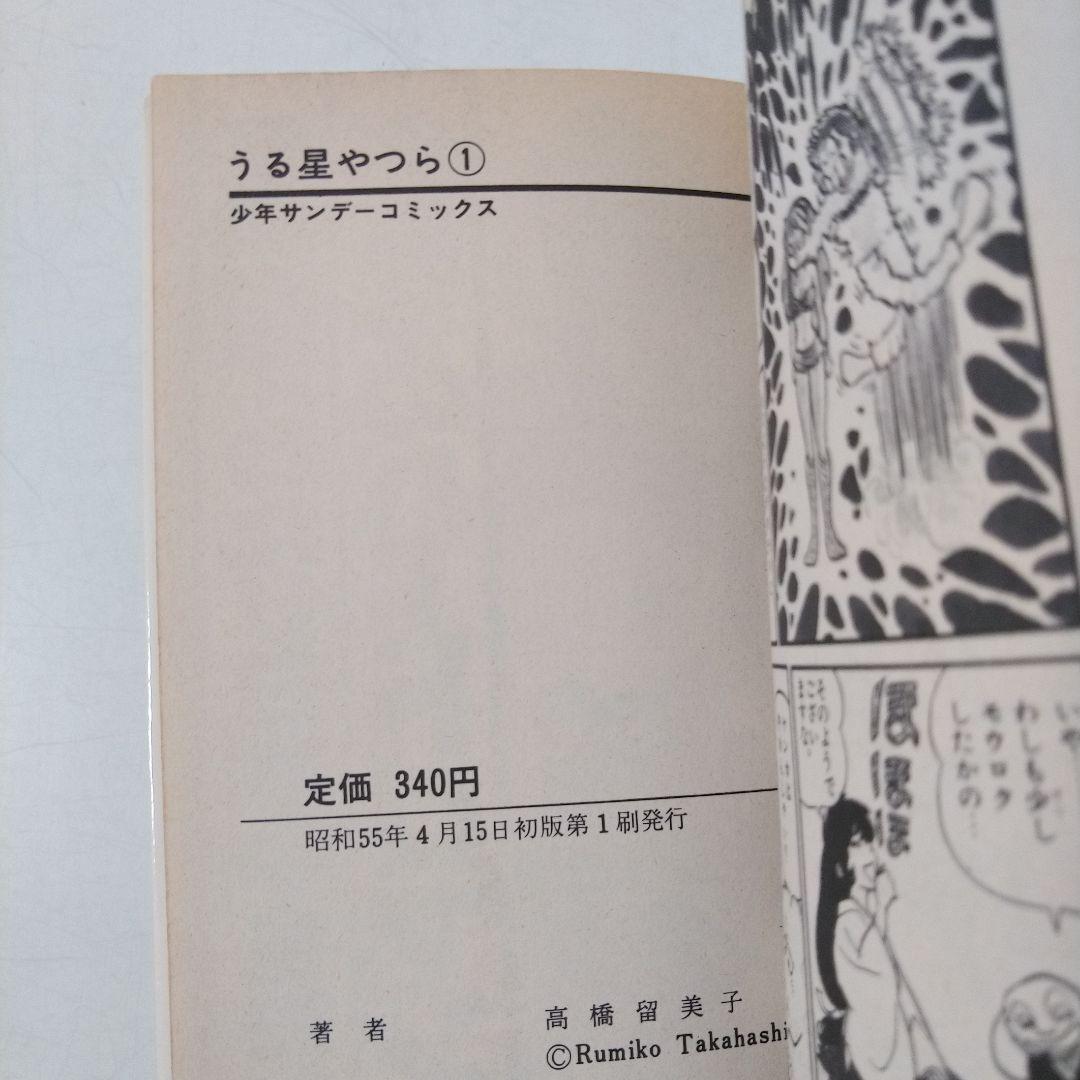 うる星やつら①
少年サンデーコミックス
定価 340円
昭和55年4月15日初版第1刷発行
著者 高橋留美子
©Rumiko Takahashi
いや
わしも少し
モウロク
したかの…
ほほほ
そのようで
ございますな。